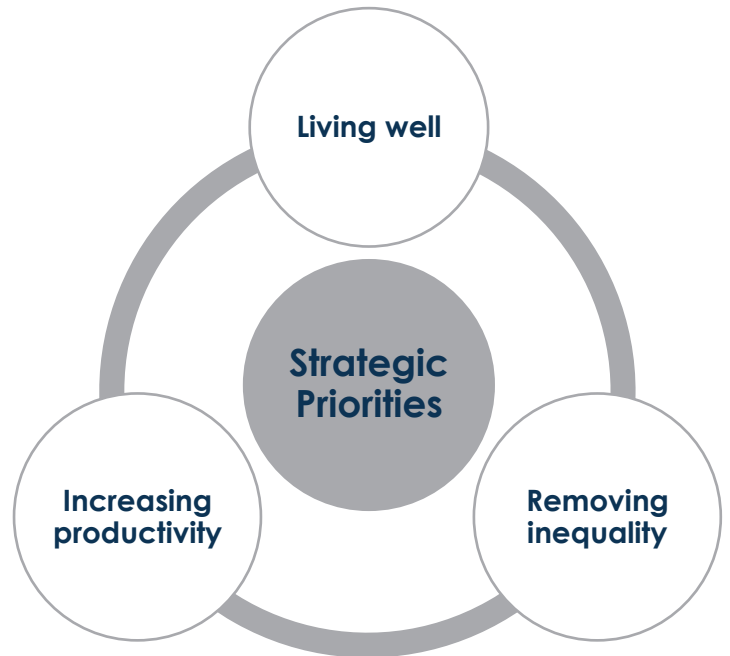 Living well
Strategic
Priorities
Increasing
productivity
Removing
inequality